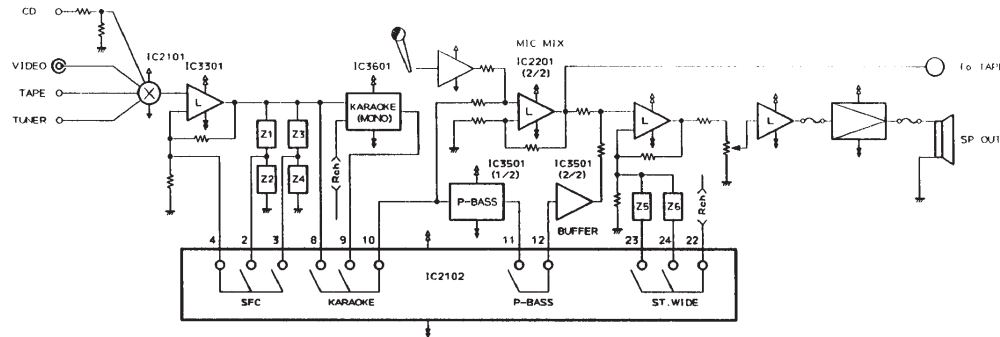 CD
MIC MIX
IC2101
IC3301
IC3601
IC2201
(2/2)
VIDEO
TAPE
TUNER
L
KARAOKE
(MONO)
L
L
L
To TAPE
SP OUT
Z1
Z3
Z2
Z4
Rch
IC3501
(1/2)
IC3501
(2/2)
P-BASS
BUFFER
Z5
Z6
Rch
4
2
3
8
9
10
11
12
23
24
22
IC2102
SFC
KARAOKE
P-BASS
ST.WIDE